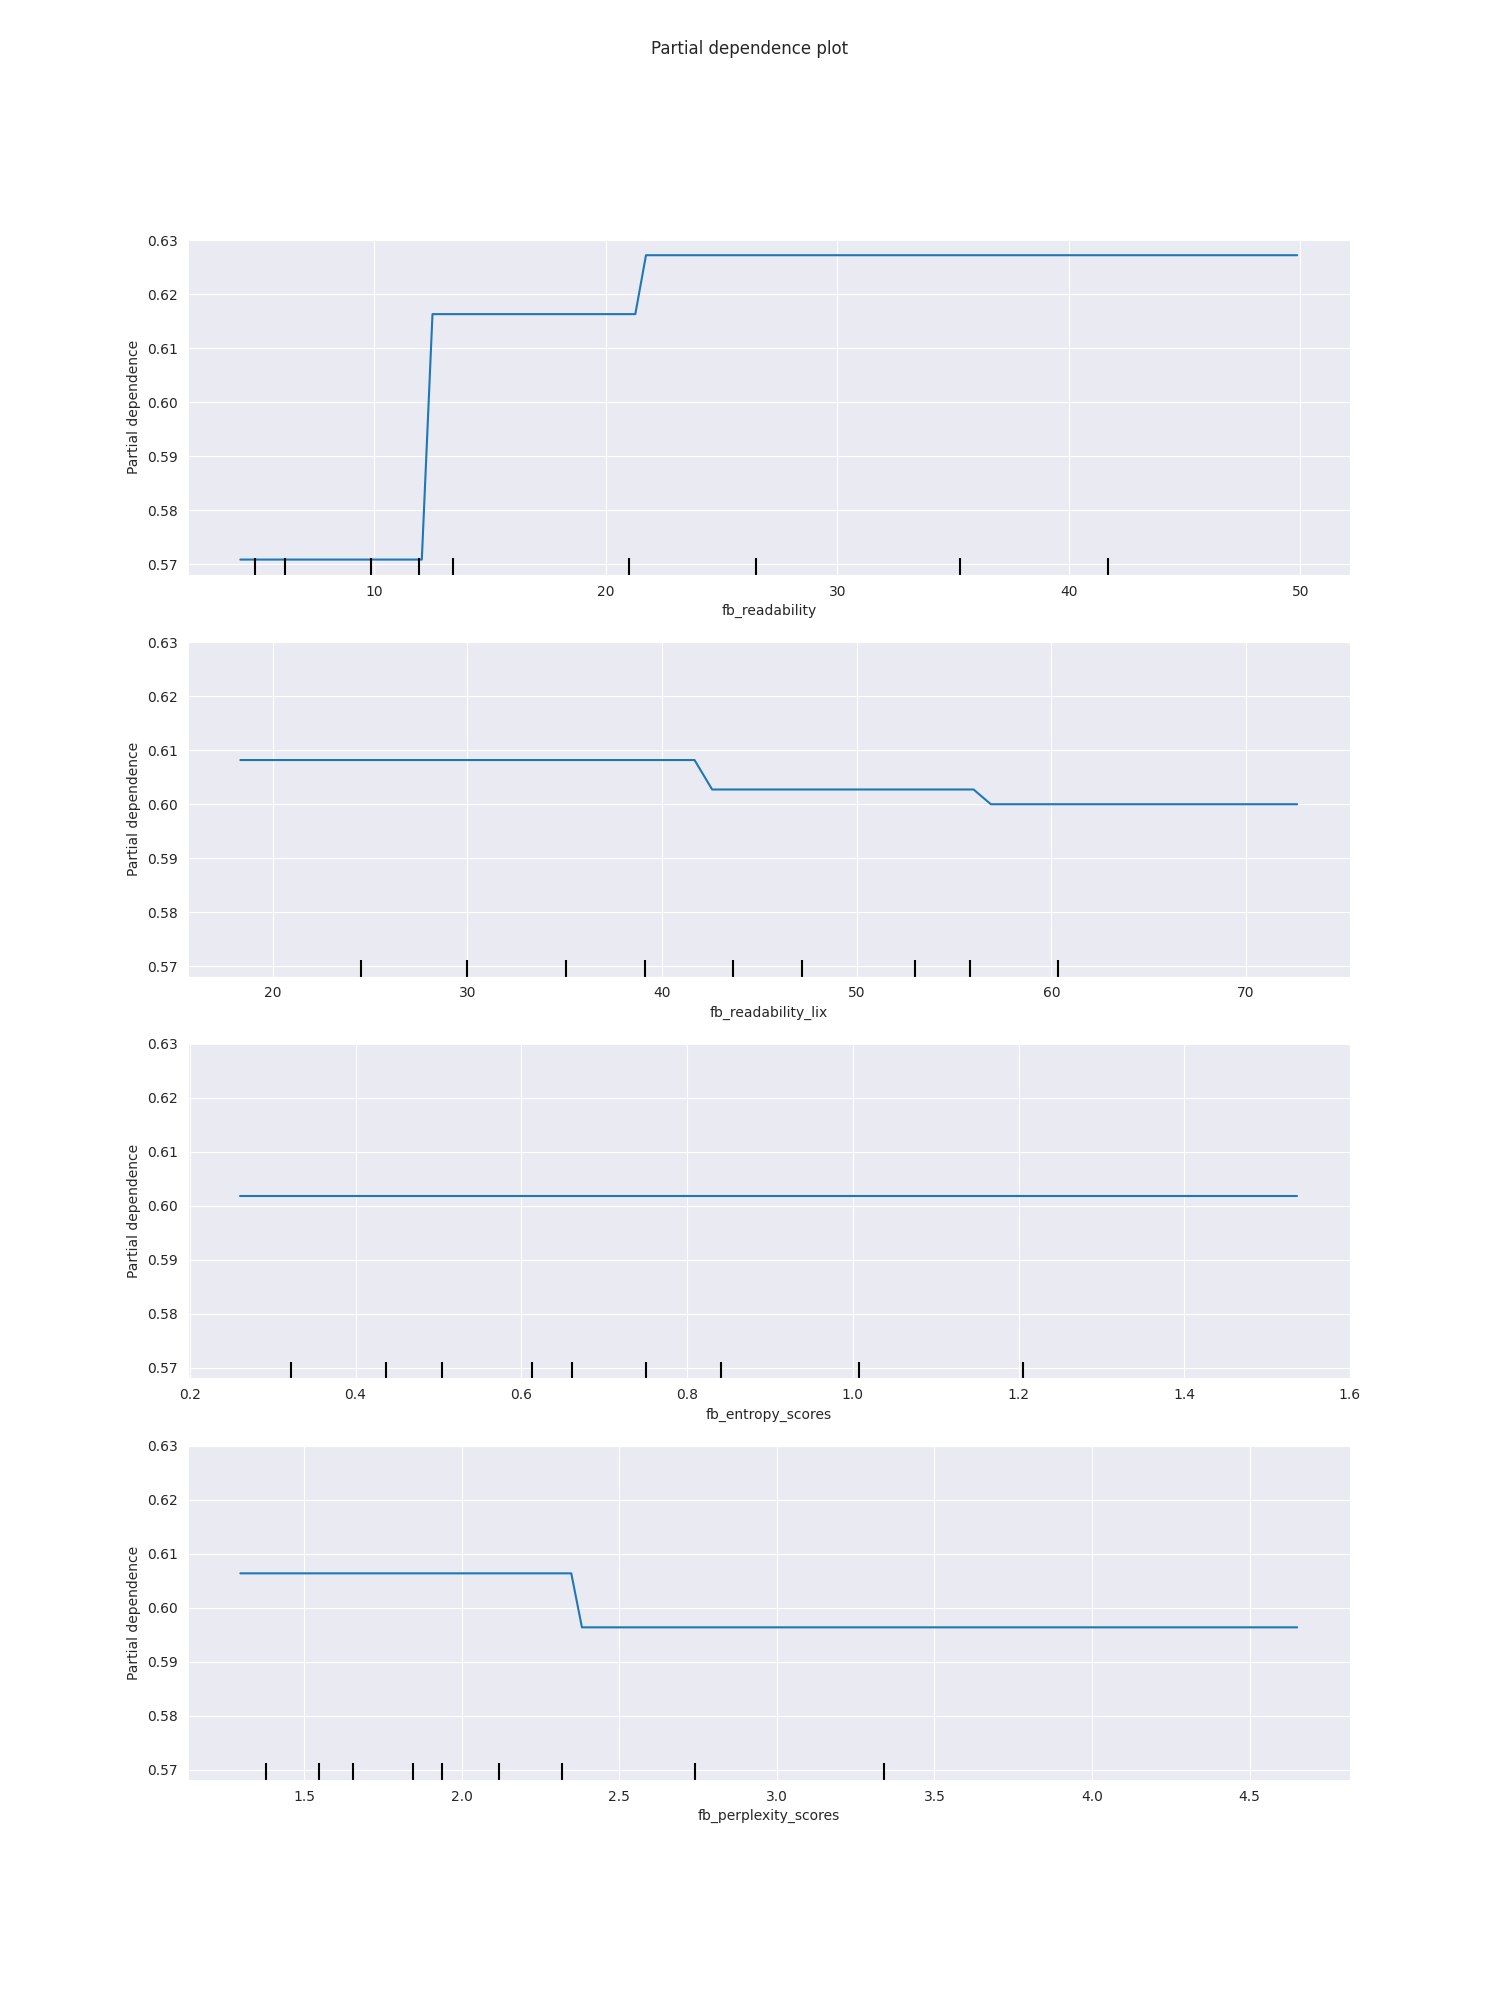 Partial dependence plot
0.63
0.62
0.61
0.60
0.59
0.58
0.57
Partial dependence
10 20 30 40 50
fb_readability
0.63
0.62
0.61
0.60
0.59
0.58
0.57
Partial dependence
20 30 40 50 60 70
fb_readability_lix
0.63
0.62
0.61
0.60
0.59
0.58
0.57
Partial dependence
0.2 0.4 0.6 0.8 1.0 1.2 1.4 1.6
fb_entropy_scores
0.63
0.62
0.61
0.60
0.59
0.58
0.57
Partial dependence
1.5 2.0 2.5 3.0 3.5 4.0 4.5
fb_perplexity_scores